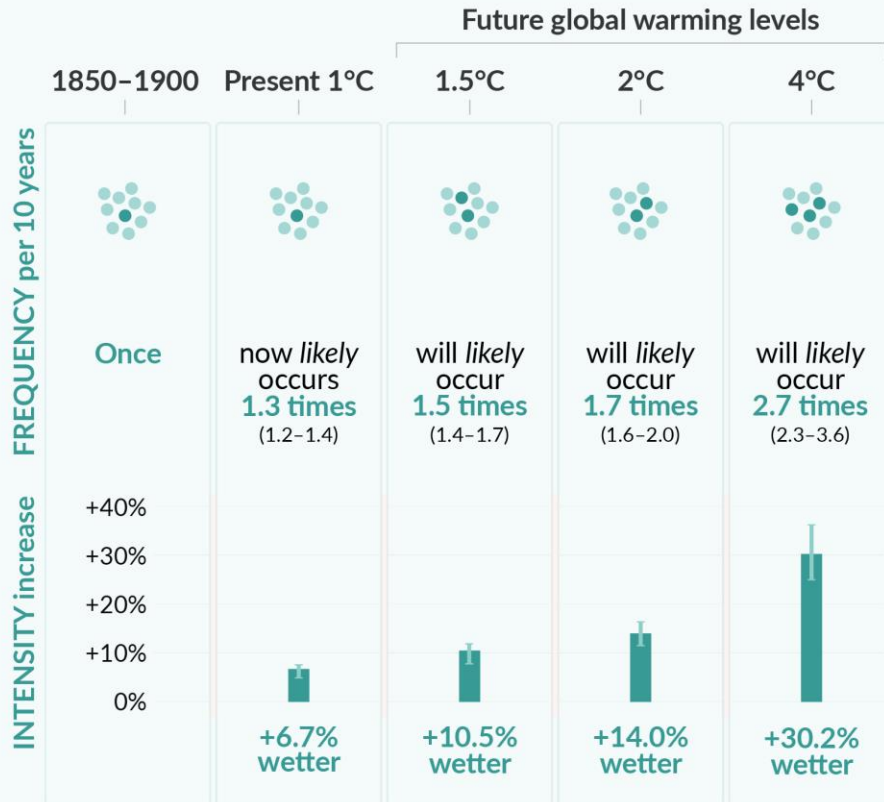 Future global warming levels
1850–1900 Present 1°C 1.5°C 2°C 4°C
FREQUENCY per 10 years
Once
now likely
occurs
1.3 times
(1.2–1.4)
will likely
occur
1.5 times
(1.4–1.7)
will likely
occur
1.7 times
(1.6–2.0)
will likely
occur
2.7 times
(2.3–3.6)
INTENSITY increase
+40%
+30%
+20%
+10%
0%
+6.7%
wetter
+10.5%
wetter
+14.0%
wetter
+30.2%
wetter